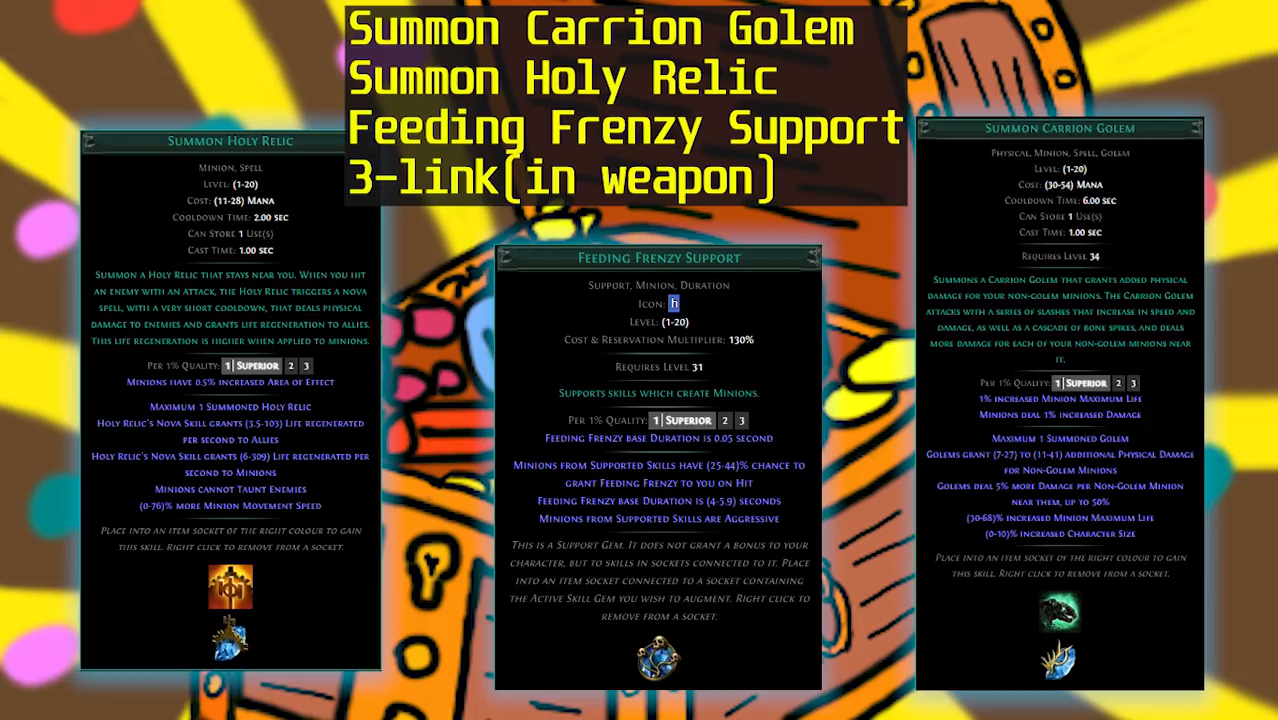 Summon Carrion Golem
Summon Holy Relic
Feeding Frenzy Support
3-link(in weapon)
Summon Holy Relic
Minion, Spell
Level: (1-20)
Cost: (11-28) Mana
Cooldown Time: 2.00 sec
Can Store 1 Use(s)
Cast Time: 1.00 sec
Summon a Holy Relic that stays near you. When you hit
an enemy with an attack, the Holy Relic triggers a nova
spell, with a very short cooldown, that deals physical
damage to enemies and grants life regeneration to allies.
This life regeneration is higher when applied to minions.
Per 1% Quality: 1 | Superior 2 3
Minions have 0.5% increased Area of Effect
Maximum 1 Summoned Holy Relic
Holy Relic's Nova Skill grants (3.5-103) Life regenerated
per second to Allies
Holy Relic's Nova Skill grants (6-309) Life regenerated per
second to Minions
Minions cannot Taunt Enemies
(0-76)% more Minion Movement Speed
Place into an item socket of the right colour to gain
this skill. Right click to remove from a socket.
Feeding Frenzy Support
Support, Minion, Duration
Icon: h
Level: (1-20)
Cost & Reservation Multiplier: 130%
Requires Level 31
Supports skills which create Minions.
Per 1% Quality: 1 | Superior 2 3
Feeding Frenzy base Duration is 0.05 second
Minions from Supported Skills have (25-44)% chance to
grant Feeding Frenzy to you on Hit
Feeding Frenzy base Duration is (4-5.9) seconds
Minions from Supported Skills are Aggressive
This is a Support Gem. It does not grant a bonus to your
character, but to skills in sockets connected to it. Place
into an item socket connected to a socket containing
the Active Skill Gem you wish to augment. Right click to
remove from a socket.
Summon Carrion Golem
Physical, Minion, Spell, Golem
Level: (1-20)
Cost: (30-54) Mana
Cooldown Time: 6.00 sec
Can Store 1 Use(s)
Cast Time: 1.00 sec
Requires Level 34
Summons a Carrion Golem that grants added physical
damage for your non-golem minions. The Carrion Golem
attacks with a series of slashes that increase in speed and
damage, as well as a cascade of bone spikes, and deals
more damage for each of your non-golem minions near
it.
Per 1% Quality: 1 | Superior 2 3
1% increased Minion Maximum Life
Minions deal 1% increased Damage
Maximum 1 Summoned Golem
Golems grant (7-27) to (11-41) additional Physical Damage
for Non-Golem Minions
Golems deal 5% more Damage per Non-Golem Minion
near them, up to 50%
(30-68)% increased Minion Maximum Life
(0-10)% increased Character Size
Place into an item socket of the right colour to gain
this skill. Right click to remove from a socket.